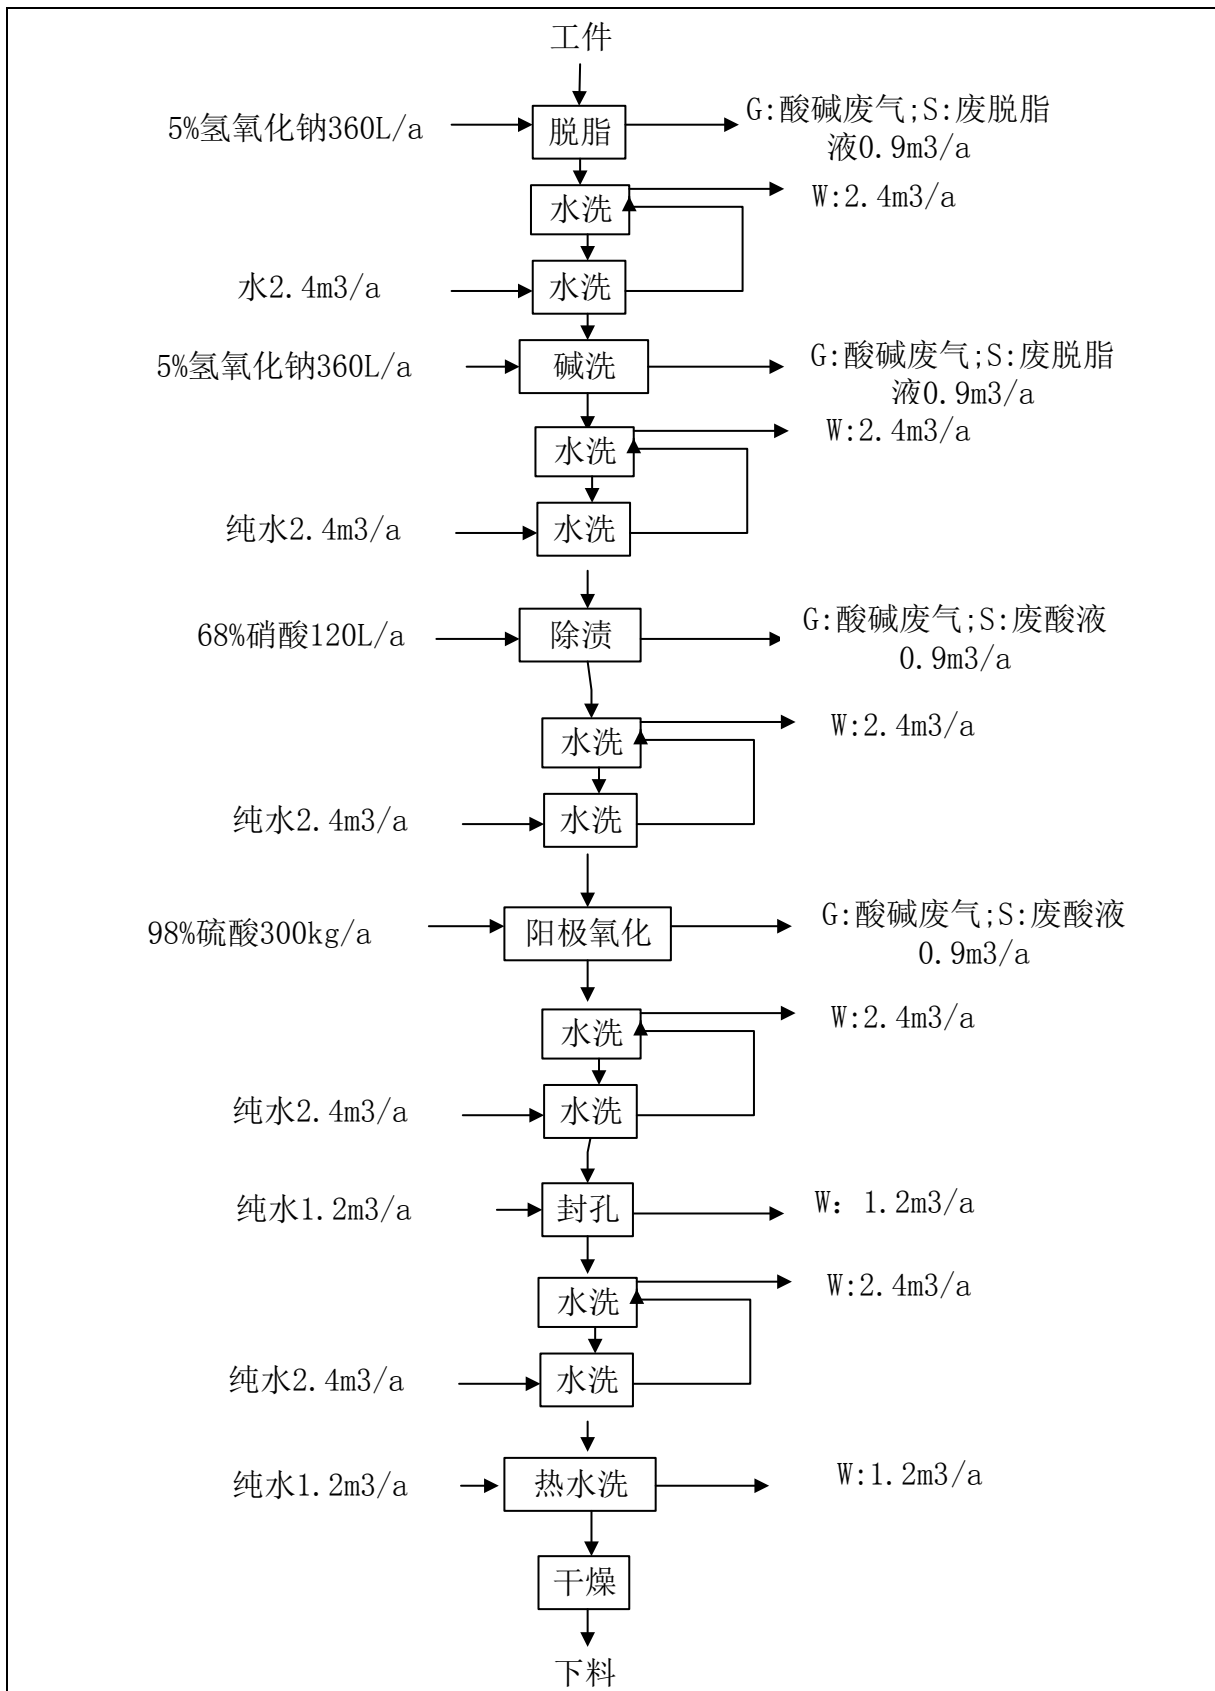 工件
5%氢氧化钠360L/a
脱脂
G:酸碱废气;S:废脱脂
液0.9m3/a
水洗
W:2.4m3/a
水2.4m3/a
水洗
5%氢氧化钠360L/a
碱洗
G:酸碱废气;S:废脱脂
液0.9m3/a
水洗
W:2.4m3/a
纯水2.4m3/a
水洗
68%硝酸120L/a
除渍
G:酸碱废气;S:废酸液
0.9m3/a
水洗
W:2.4m3/a
纯水2.4m3/a
水洗
98%硫酸300kg/a
阳极氧化
G:酸碱废气;S:废酸液
0.9m3/a
水洗
W:2.4m3/a
纯水2.4m3/a
水洗
纯水1.2m3/a
封孔
W：1.2m3/a
水洗
W:2.4m3/a
纯水2.4m3/a
水洗
纯水1.2m3/a
热水洗
W:1.2m3/a
干燥
下料